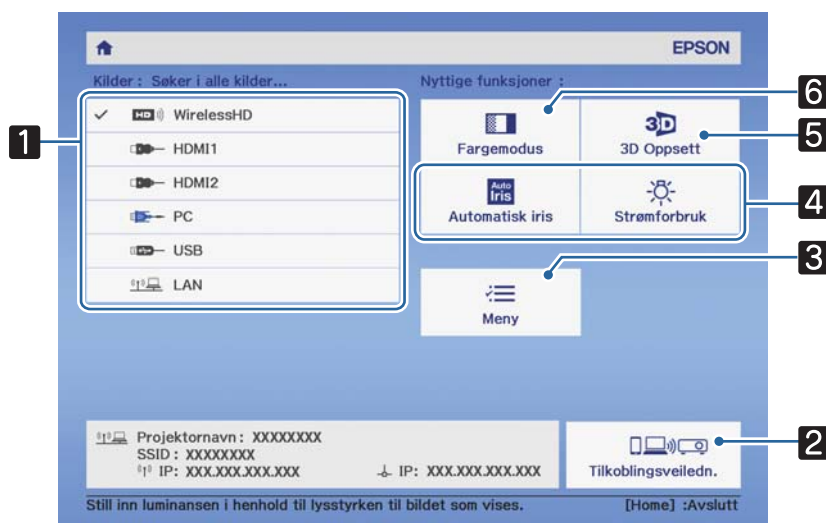 EPSON
Kilder : Søker i alle kilder...
Nyttige funksjoner :
WirelessHD
HDMI1
HDMI2
PC
USB
LAN
Fargemodus
3D
3D Oppsett
Auto
Iris
Automatisk iris
Strømforbruk
Meny
Projektornavn : XXXXXXXX
SSID : XXXXXXXX
IP: XXX.XXX.XXX.XXX
IP: XXX.XXX.XXX.XXX
Tilkoblingsveiledn.
Still inn luminansen i henhold til lysstyrken til bildet som vises.
[Home] :Avslutt
1
6
5
4
3
2